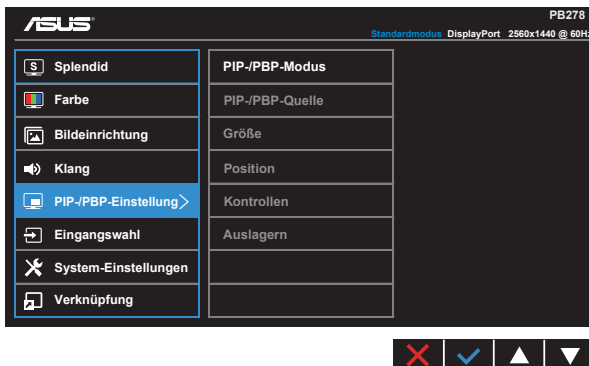 ASUS
PB278
Standardmodus DisplayPort 2560x1440 @ 60Hz
S Splendid
PIP-/PBP-Modus
Farbe
PIP-/PBP-Quelle
Bildeinrichtung
Größe
Klang
Position
PIP-/PBP-Einstellung
Kontrollen
Eingangswahl
Auslagern
System-Einstellungen
Verknüpfung